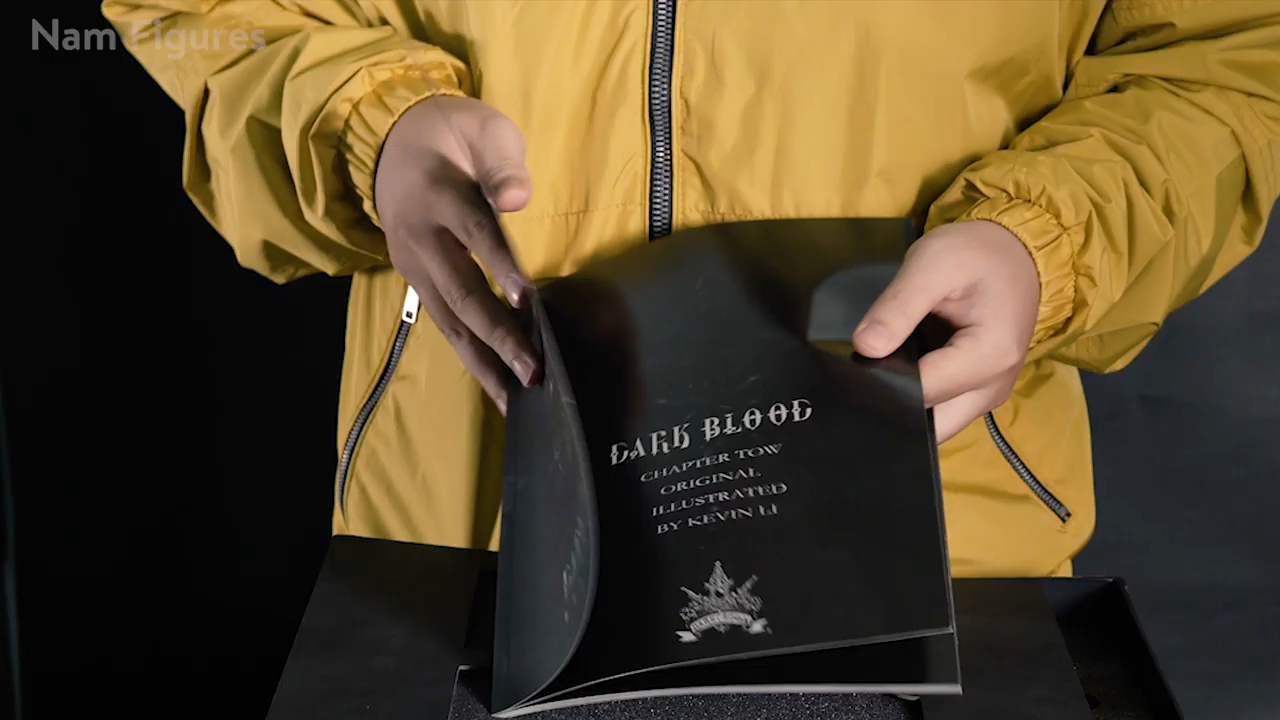 Nam Figures
DARK BLOOD
CHAPTER TOW
ORIGINAL
ILLUSTRATED
BY KEVIN LI